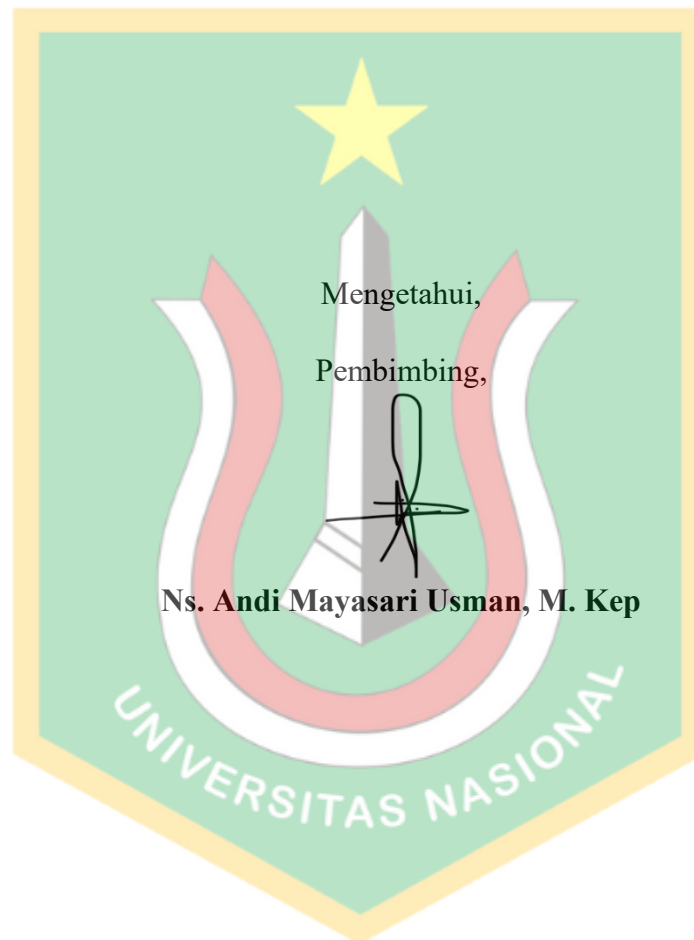 Mengetahui,
Pembimbing,
Ns. Andi Mayasari Usman, M. Kep
UNIVERSITAS NASIONAL